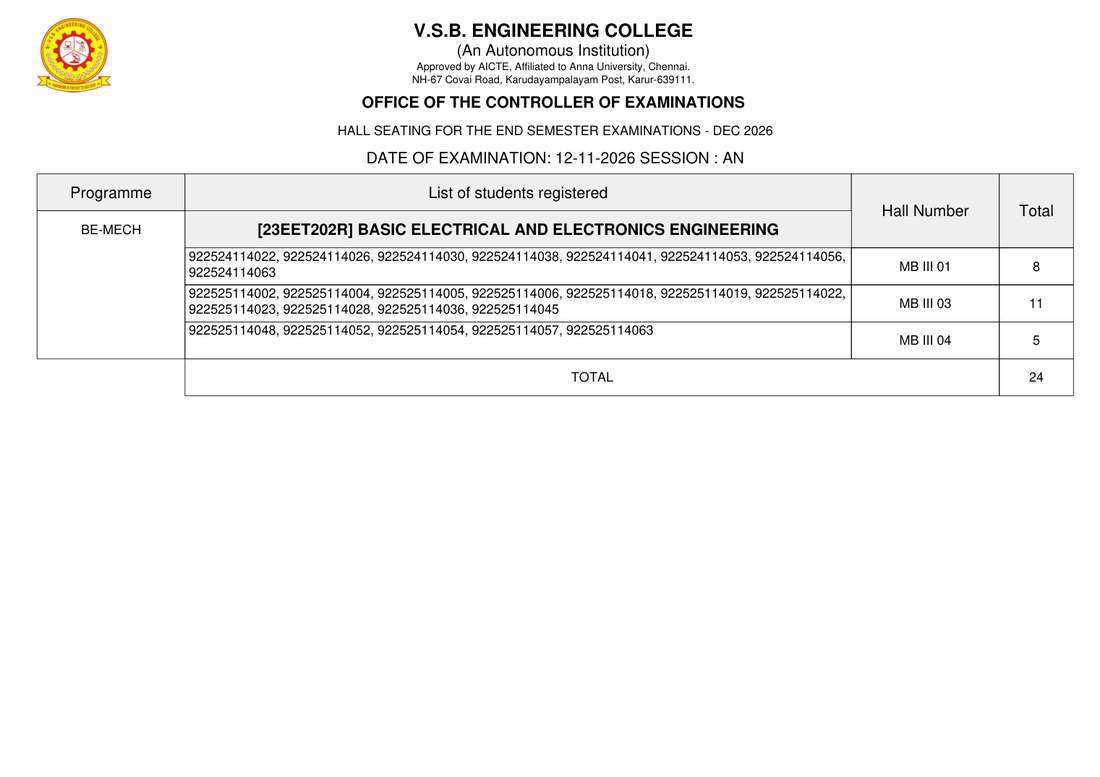 V.S.B. ENGINEERING COLLEGE
(An Autonomous Institution)
Approved by AICTE, Affiliated to Anna University, Chennai.
NH-67 Covai Road, Karudayampalayam Post, Karur-639111.
OFFICE OF THE CONTROLLER OF EXAMINATIONS
HALL SEATING FOR THE END SEMESTER EXAMINATIONS - DEC 2026
DATE OF EXAMINATION: 12-11-2026 SESSION : AN
Programme List of students registered Hall Number Total
BE-MECH [23EET202R] BASIC ELECTRICAL AND ELECTRONICS ENGINEERING
922524114022, 922524114026, 922524114030, 922524114038, 922524114041, 922524114053, 922524114056,
922524114063 MB III 01 8
922525114002, 922525114004, 922525114005, 922525114006, 922525114018, 922525114019, 922525114022,
922525114023, 922525114028, 922525114036, 922525114045 MB III 03 11
922525114048, 922525114052, 922525114054, 922525114057, 922525114063 MB III 04 5
TOTAL 24